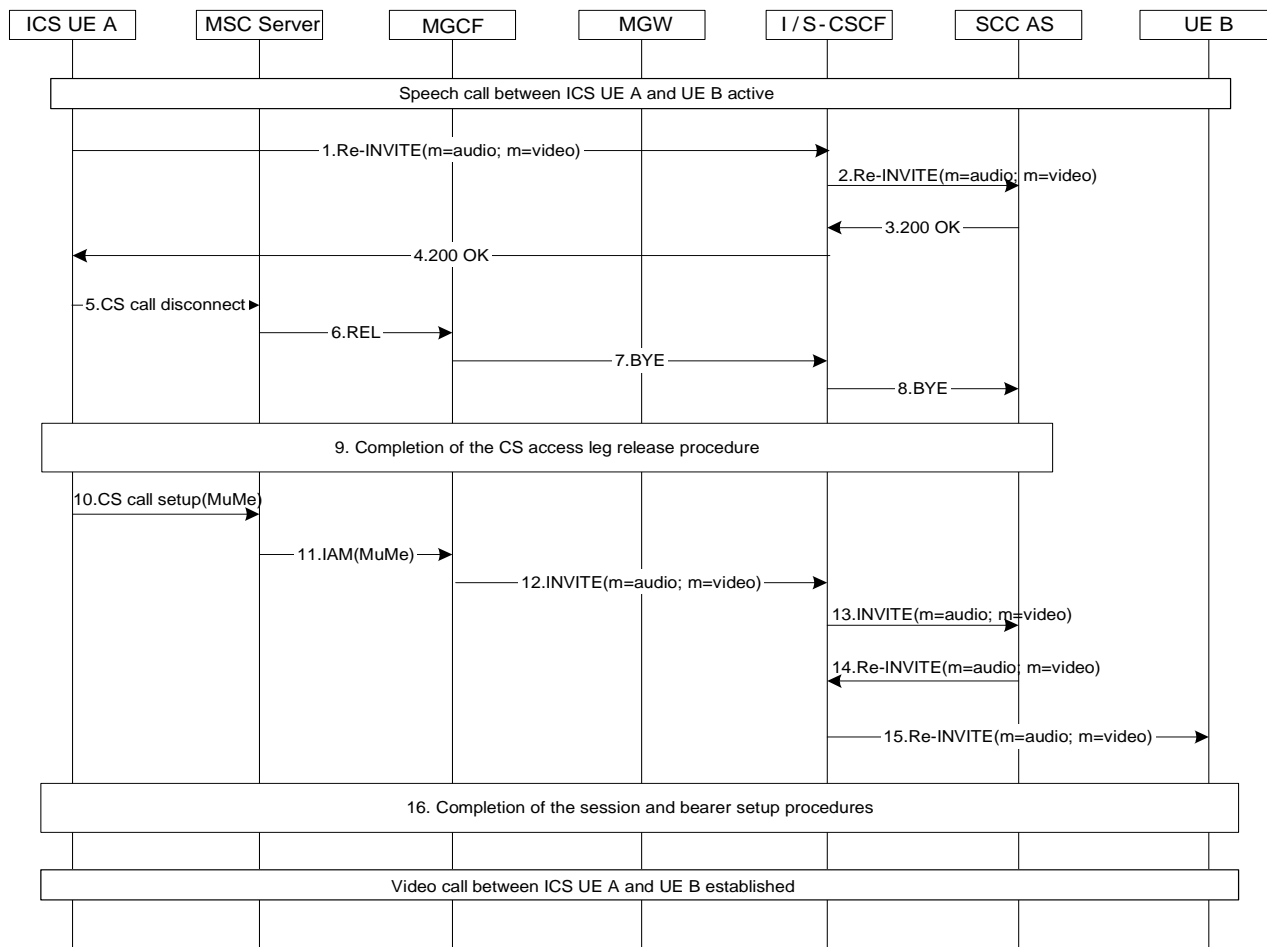 ICS UE A
MSC Server
MGCF
MGW
I / S-CSCF
SCC AS
UE B
Speech call between ICS UE A and UE B active
1.Re-INVITE(m=audio; m=video)
2.Re-INVITE(m=audio; m=video)
3.200 OK
4.200 OK
5.CS call disconnect
6.REL
7.BYE
8.BYE
9. Completion of the CS access leg release procedure
10.CS call setup(MuMe)
11.IAM(MuMe)
12.INVITE(m=audio; m=video)
13.INVITE(m=audio; m=video)
14.Re-INVITE(m=audio; m=video)
15.Re-INVITE(m=audio; m=video)
16. Completion of the session and bearer setup procedures
Video call between ICS UE A and UE B established